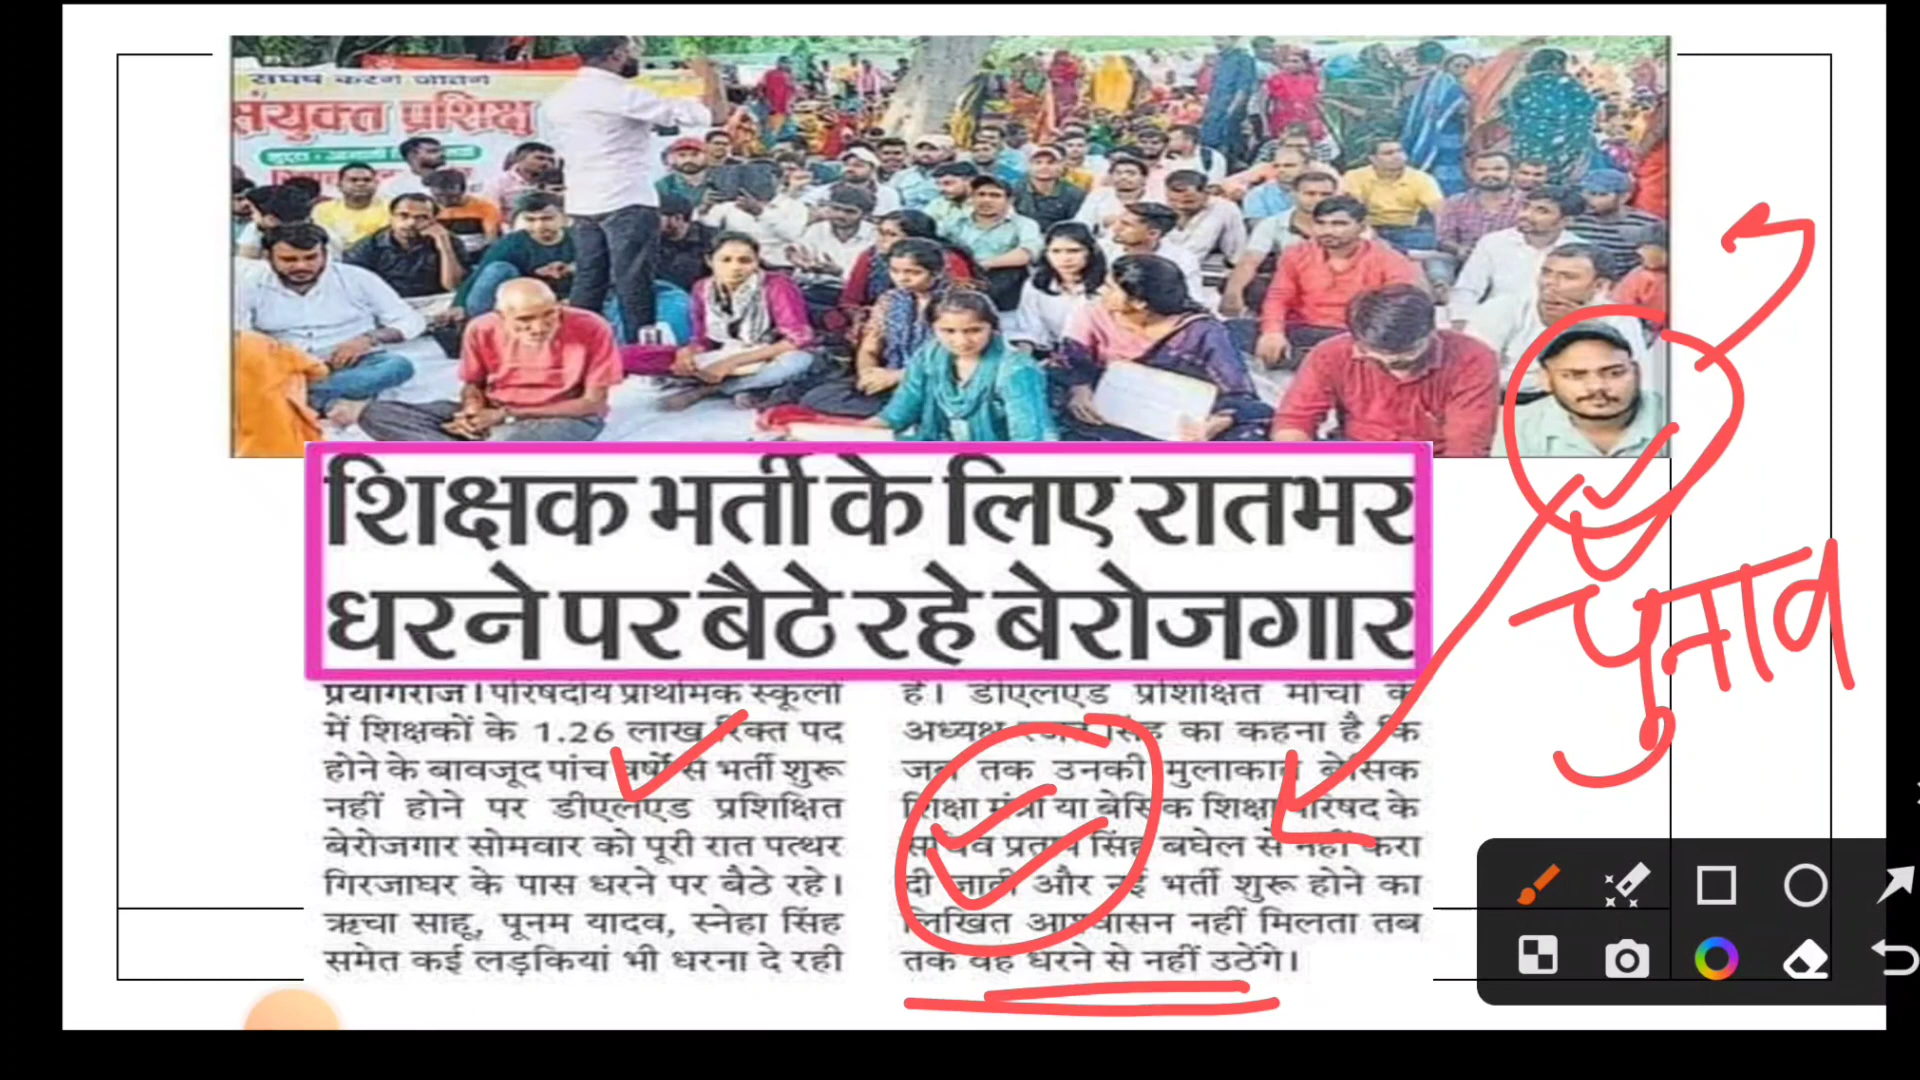 संघर्ष करेंगे जीतेंगे
संयुक्त प्रशिक्षु
शिक्षक भर्ती के लिए रातभर
धरने पर बैठे रहे बेरोजगार
प्रयागराज। परिषदीय प्राथमिक स्कूलों
में शिक्षकों के 1.26 लाख रिक्त पद
होने के बावजूद पांच वर्षों से भर्ती शुरू
नहीं होने पर डीएलएड प्रशिक्षित
बेरोजगार सोमवार को पूरी रात पत्थर
गिरजाघर के पास धरने पर बैठे रहे।
ऋचा साहू, पूनम यादव, स्नेहा सिंह
समेत कई लड़कियां भी धरना दे रही
हैं। डीएलएड प्रशिक्षित मोर्चा के
अध्यक्ष रजत सिंह का कहना है कि
जब तक उनकी मुलाकात बेसिक
शिक्षा मंत्री या बेसिक शिक्षा परिषद के
सचिव प्रताप सिंह बघेल से नहीं करा
दी जाती और नई भर्ती शुरू होने का
लिखित आश्वासन नहीं मिलता तब
तक वह धरने से नहीं उठेंगे।
चुनाव